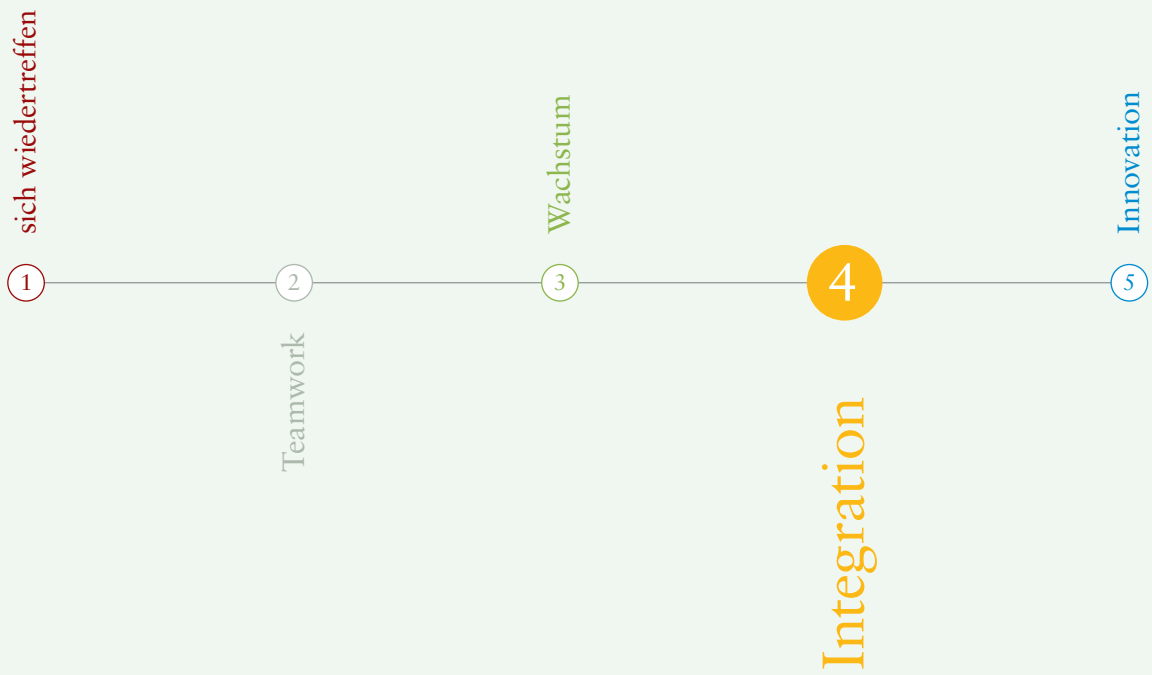 sich wiedertreffen
1
2
Teamwork
3
Wachstum
4
Integration
5
Innovation